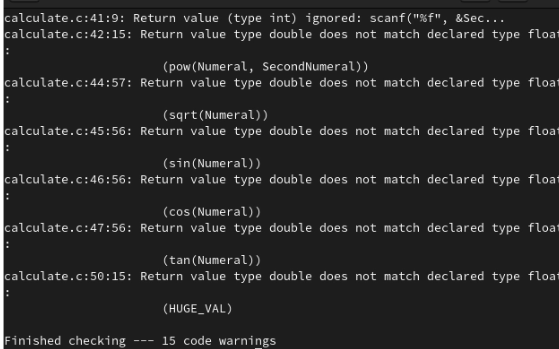 calculate.c:41:9: Return value (type int) ignored: scanf("%f", &Sec...
calculate.c:42:15: Return value type double does not match declared type float
:
(pow(Numeral, SecondNumeral))
calculate.c:44:57: Return value type double does not match declared type float
:
(sqrt(Numeral))
calculate.c:45:56: Return value type double does not match declared type float
:
(sin(Numeral))
calculate.c:46:56: Return value type double does not match declared type float
:
(cos(Numeral))
calculate.c:47:56: Return value type double does not match declared type float
:
(tan(Numeral))
calculate.c:50:15: Return value type double does not match declared type float
:
(HUGE_VAL)
Finished checking --- 15 code warnings